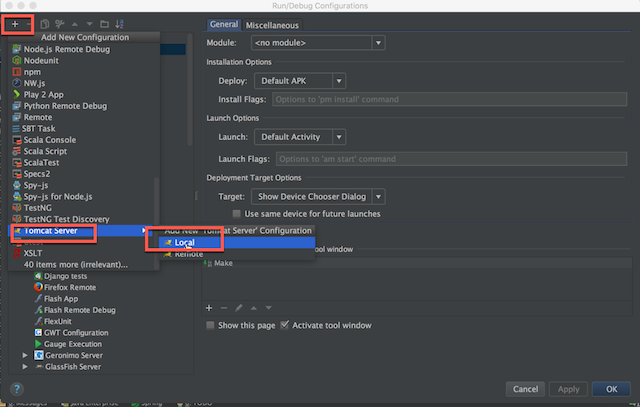 Run/Debug Configurations
Add New Configuration
Node.js Remote Debug
Nodeunit
npm
NW.js
Play 2 App
Python Remote Debug
Remote
SBT Task
Scala Console
Scala Script
ScalaTest
Specs2
Spy-js
Spy-js for Node.js
TestNG
TestNG Test Discovery
Tomcat Server
XSLT
40 items more (irrelevant)...
Django tests
Firefox Remote
Flash App
Flash Remote Debug
FlexUnit
GWT Configuration
Gauge Execution
Geronimo Server
GlassFish Server
Add New 'Tomcat Server' Configuration
Local
Remote
General Miscellaneous
Module: <no module>
Installation Options
Deploy: Default APK
Install Flags: Options to 'pm install' command
Launch Options
Launch: Default Activity
Launch Flags: Options to 'am start' command
Deployment Target Options
Target: Show Device Chooser Dialog
Use same device for future launches
tool window
Make
Show this page Activate tool window
? Cancel Apply OK